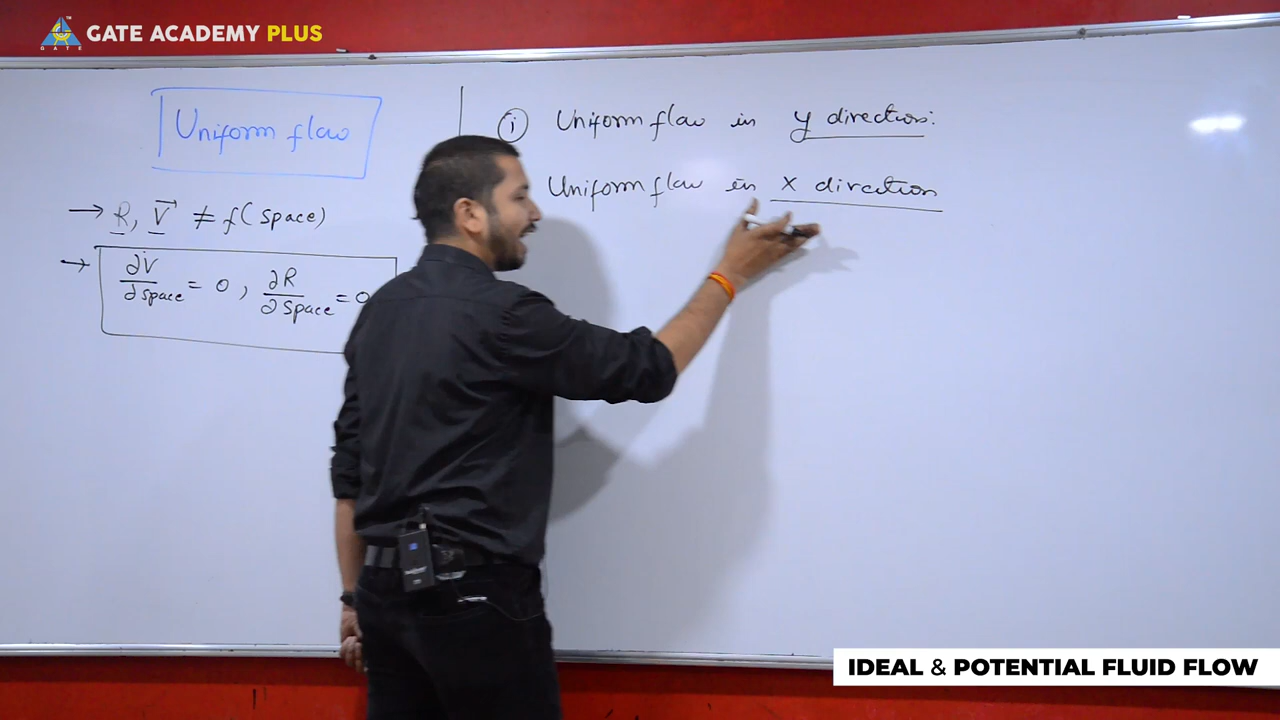 GATE ACADEMY PLUS
GATE
Uniform flow
→ R, V⃗ ≠ f(space)
→ ∂V/∂space = 0, ∂R/∂space = 0
i Uniform flow in y direction:
Uniform flow in x direction
IDEAL & POTENTIAL FLUID FLOW